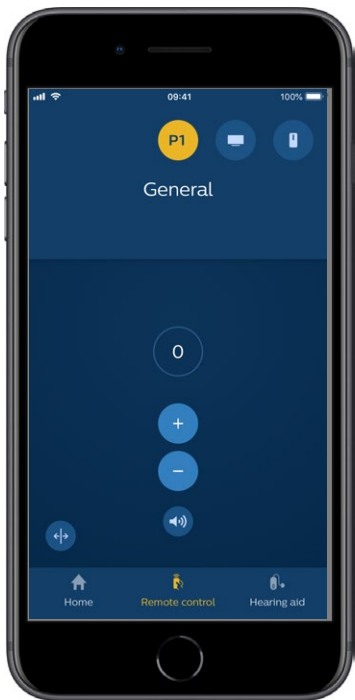 09:41
100%
P1
General
0
+
−
Home
Remote control
Hearing aid